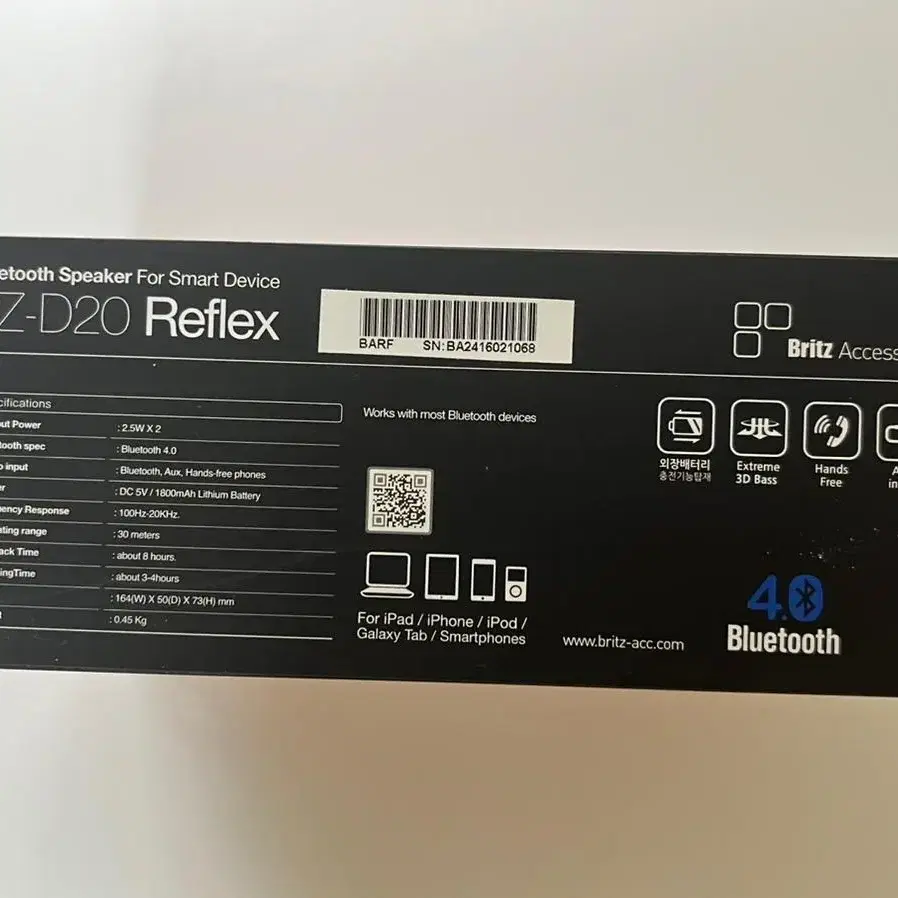 etooth Speaker For Smart Device
Z-D20 Reflex
BARF SN:BA2416021068
Britz Access
cifications
ut Power : 2.5W X 2
tooth spec : Bluetooth 4.0
o input : Bluetooth, Aux, Hands-free phones
er : DC 5V / 1800mAh Lithium Battery
ency Response : 100Hz-20KHz.
ating range : 30 meters
ack Time : about 8 hours.
ingTime : about 3-4hours
: 164(W) X 50(D) X 73(H) mm
: 0.45 Kg
Works with most Bluetooth devices
For iPad / iPhone / iPod /
Galaxy Tab / Smartphones
www.britz-acc.com
외장배터리
충전기능탑재
Extreme
3D Bass
Hands
Free
A
in
4.0
Bluetooth